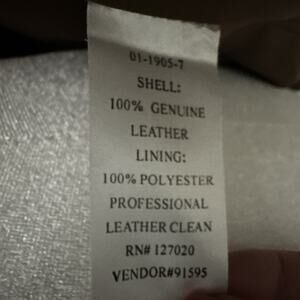 01-1905-7
SHELL:
100% GENUINE
LEATHER
LINING:
100% POLYESTER
PROFESSIONAL
LEATHER CLEAN
RN# 127020
VENDOR#91595